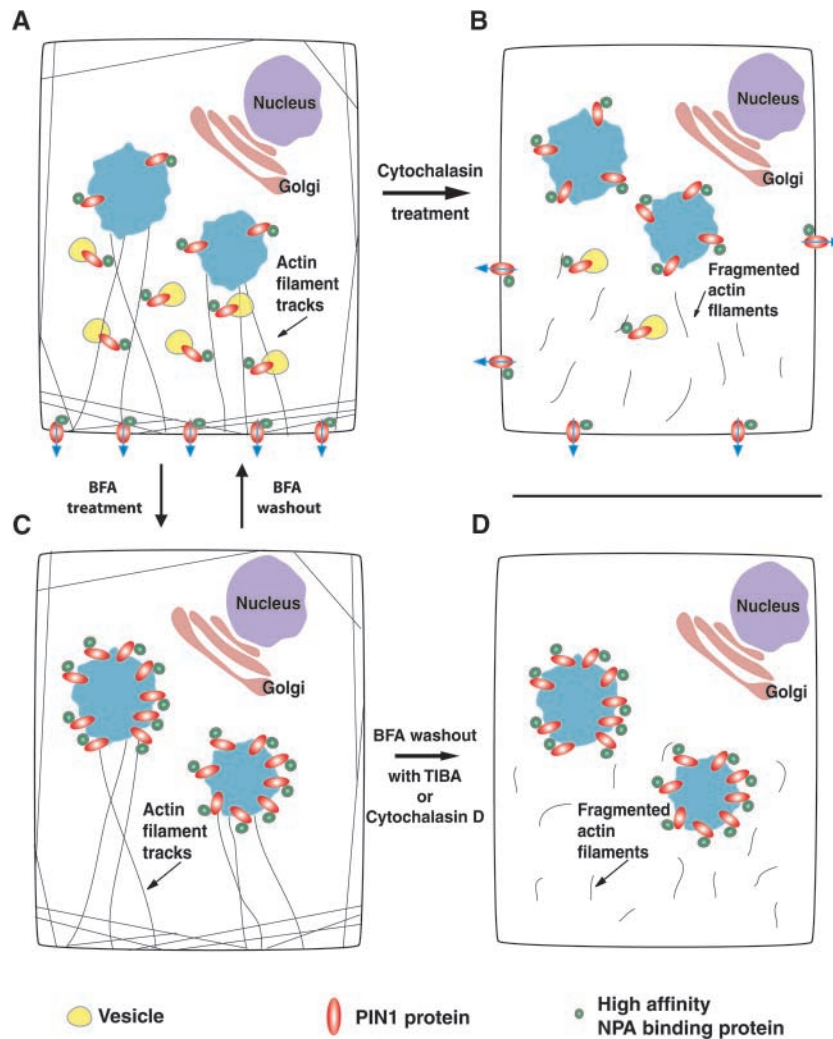 A
Nucleus
Golgi
Actin
filament
tracks
Cytochalasin
treatment
B
Nucleus
Golgi
Fragmented
actin
filaments
BFA
treatment
BFA
washout
C
Nucleus
Golgi
Actin
filament
tracks
BFA washout
with TIBA
or
Cytochalasin D
D
Nucleus
Golgi
Fragmented
actin
filaments
Vesicle
PIN1 protein
High affinity
NPA binding protein